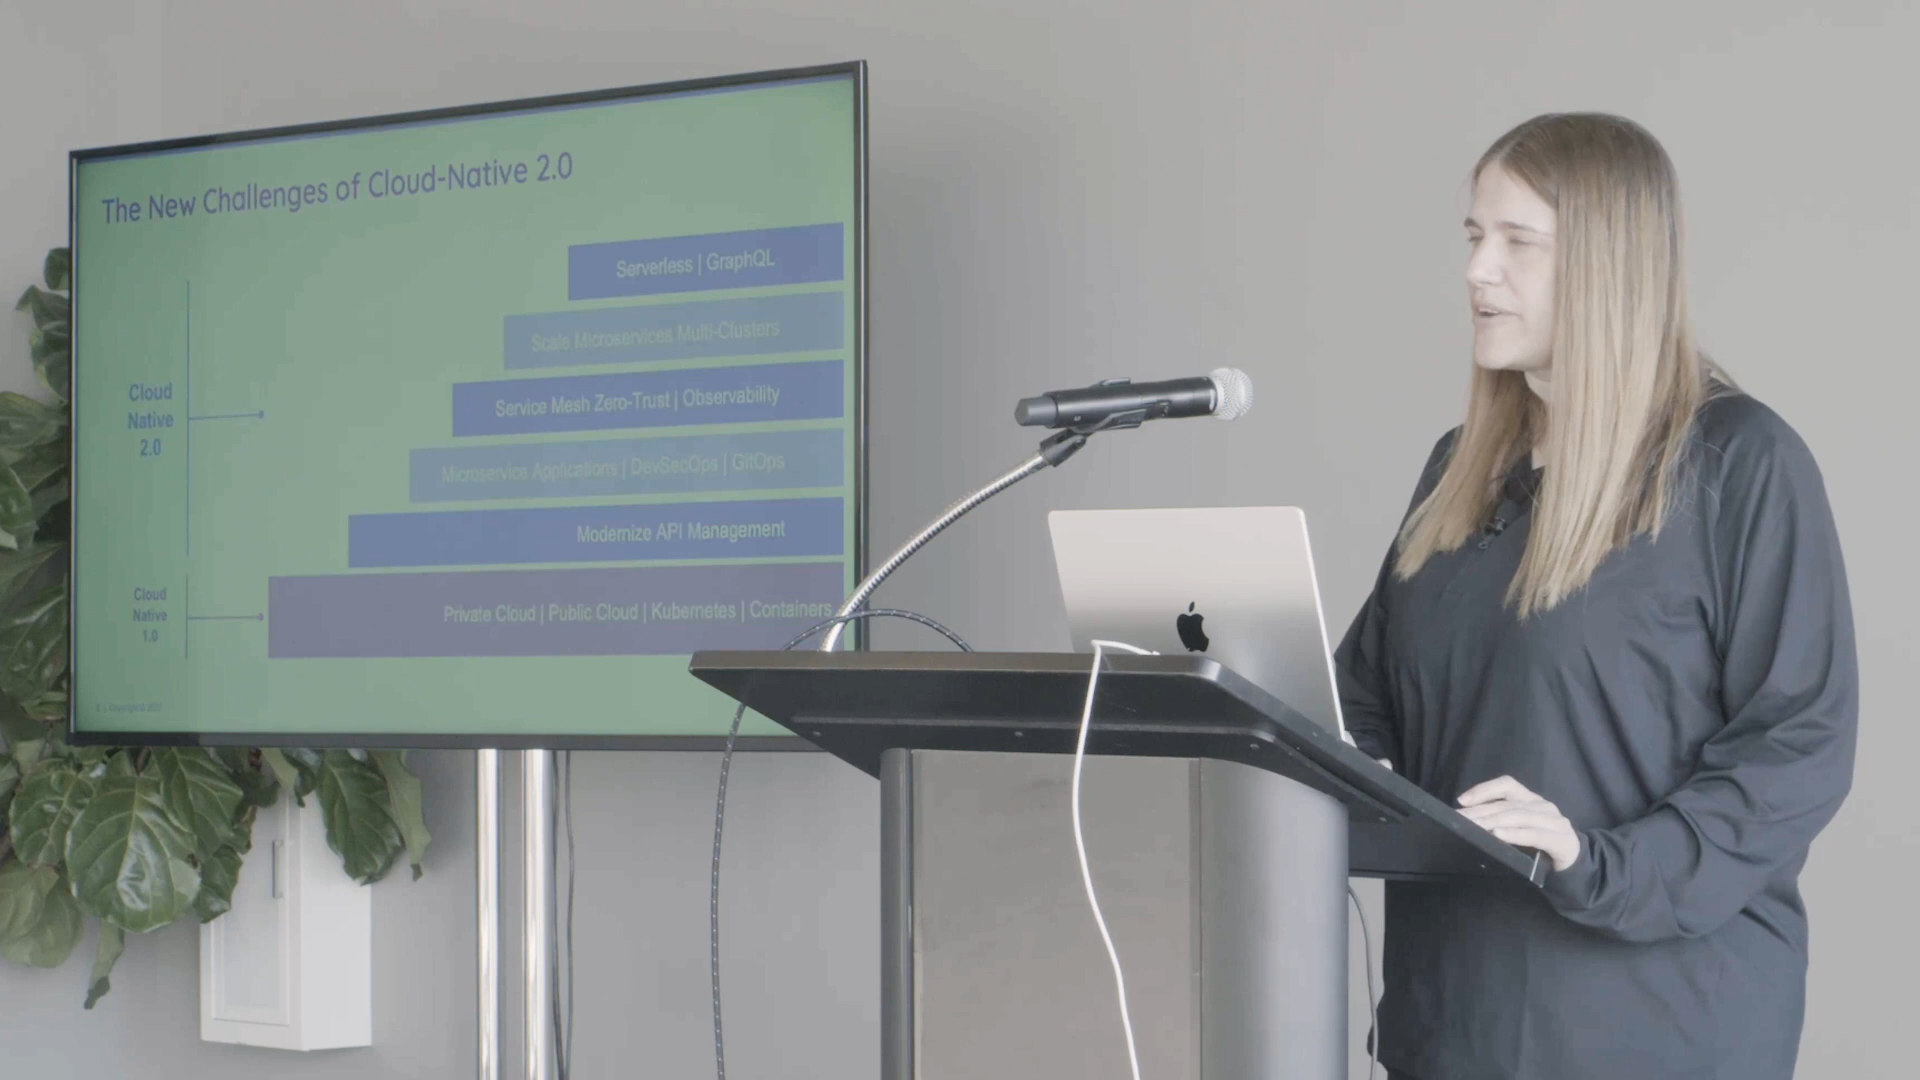 The New Challenges of Cloud-Native 2.0
Serverless | GraphQL
Scale Microservices Multi-Clusters
Service Mesh Zero-Trust | Observability
Cloud
Native
2.0
Microservice Applications | DevSecOps | GitOps
Modernize API Management
Cloud
Native
1.0
Private Cloud | Public Cloud | Kubernetes | Containers
Copyright ©